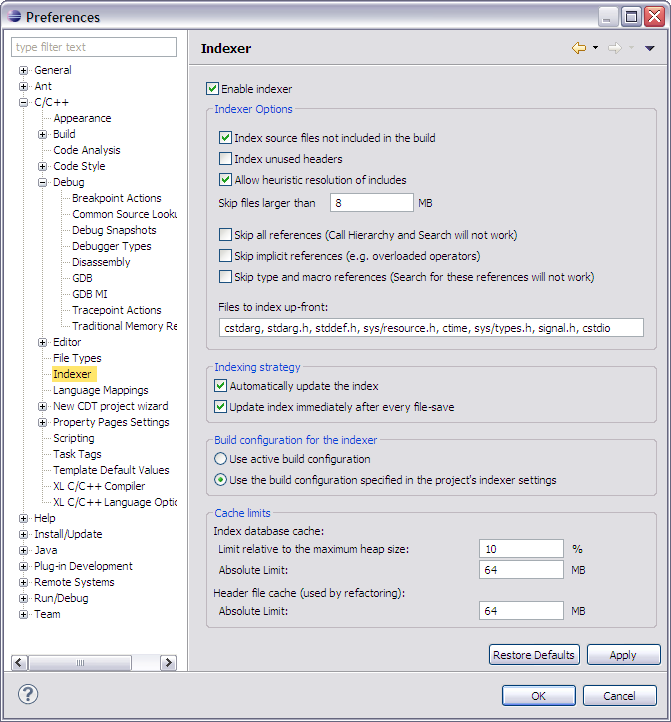 Preferences
type filter text
General
Ant
C/C++
Appearance
Build
Code Analysis
Code Style
Debug
Breakpoint Actions
Common Source Looku
Debug Snapshots
Debugger Types
Disassembly
GDB
GDB MI
Tracepoint Actions
Traditional Memory Re
Editor
File Types
Indexer
Language Mappings
New CDT project wizard
Property Pages Settings
Scripting
Task Tags
Template Default Values
XL C/C++ Compiler
XL C/C++ Language Optio
Help
Install/Update
Java
Plug-in Development
Remote Systems
Run/Debug
Team
Indexer
Enable indexer
Indexer Options
Index source files not included in the build
Index unused headers
Allow heuristic resolution of includes
Skip files larger than 8 MB
Skip all references (Call Hierarchy and Search will not work)
Skip implicit references (e.g. overloaded operators)
Skip type and macro references (Search for these references will not work)
Files to index up-front:
cstdarg, stdarg.h, stddef.h, sys/resource.h, ctime, sys/types.h, signal.h, cstdio
Indexing strategy
Automatically update the index
Update index immediately after every file-save
Build configuration for the indexer
Use active build configuration
Use the build configuration specified in the project's indexer settings
Cache limits
Index database cache:
Limit relative to the maximum heap size: 10 %
Absolute Limit: 64 MB
Header file cache (used by refactoring):
Absolute Limit: 64 MB
Restore Defaults Apply
? OK Cancel